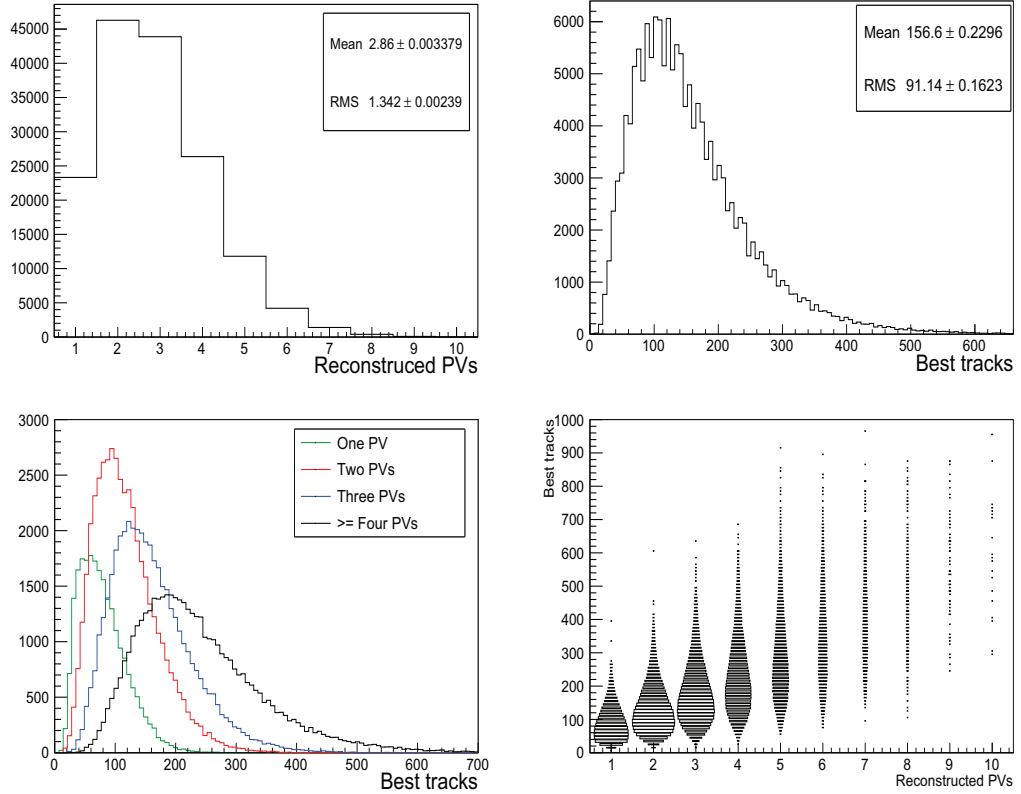 45000
40000
35000
30000
25000
20000
15000
10000
5000
0
Mean 2.86 ± 0.003379
RMS 1.342 ± 0.00239
1 2 3 4 5 6 7 8 9 10
Reconstruced PVs
6000
5000
4000
3000
2000
1000
0
Mean 156.6 ± 0.2296
RMS 91.14 ± 0.1623
0 100 200 300 400 500 600
Best tracks
3000
2500
2000
1500
1000
500
0
One PV
Two PVs
Three PVs
>= Four PVs
0 100 200 300 400 500 600 700
Best tracks
Best tracks
1000
900
800
700
600
500
400
300
200
100
0
1 2 3 4 5 6 7 8 9 10
Reconstructed PVs